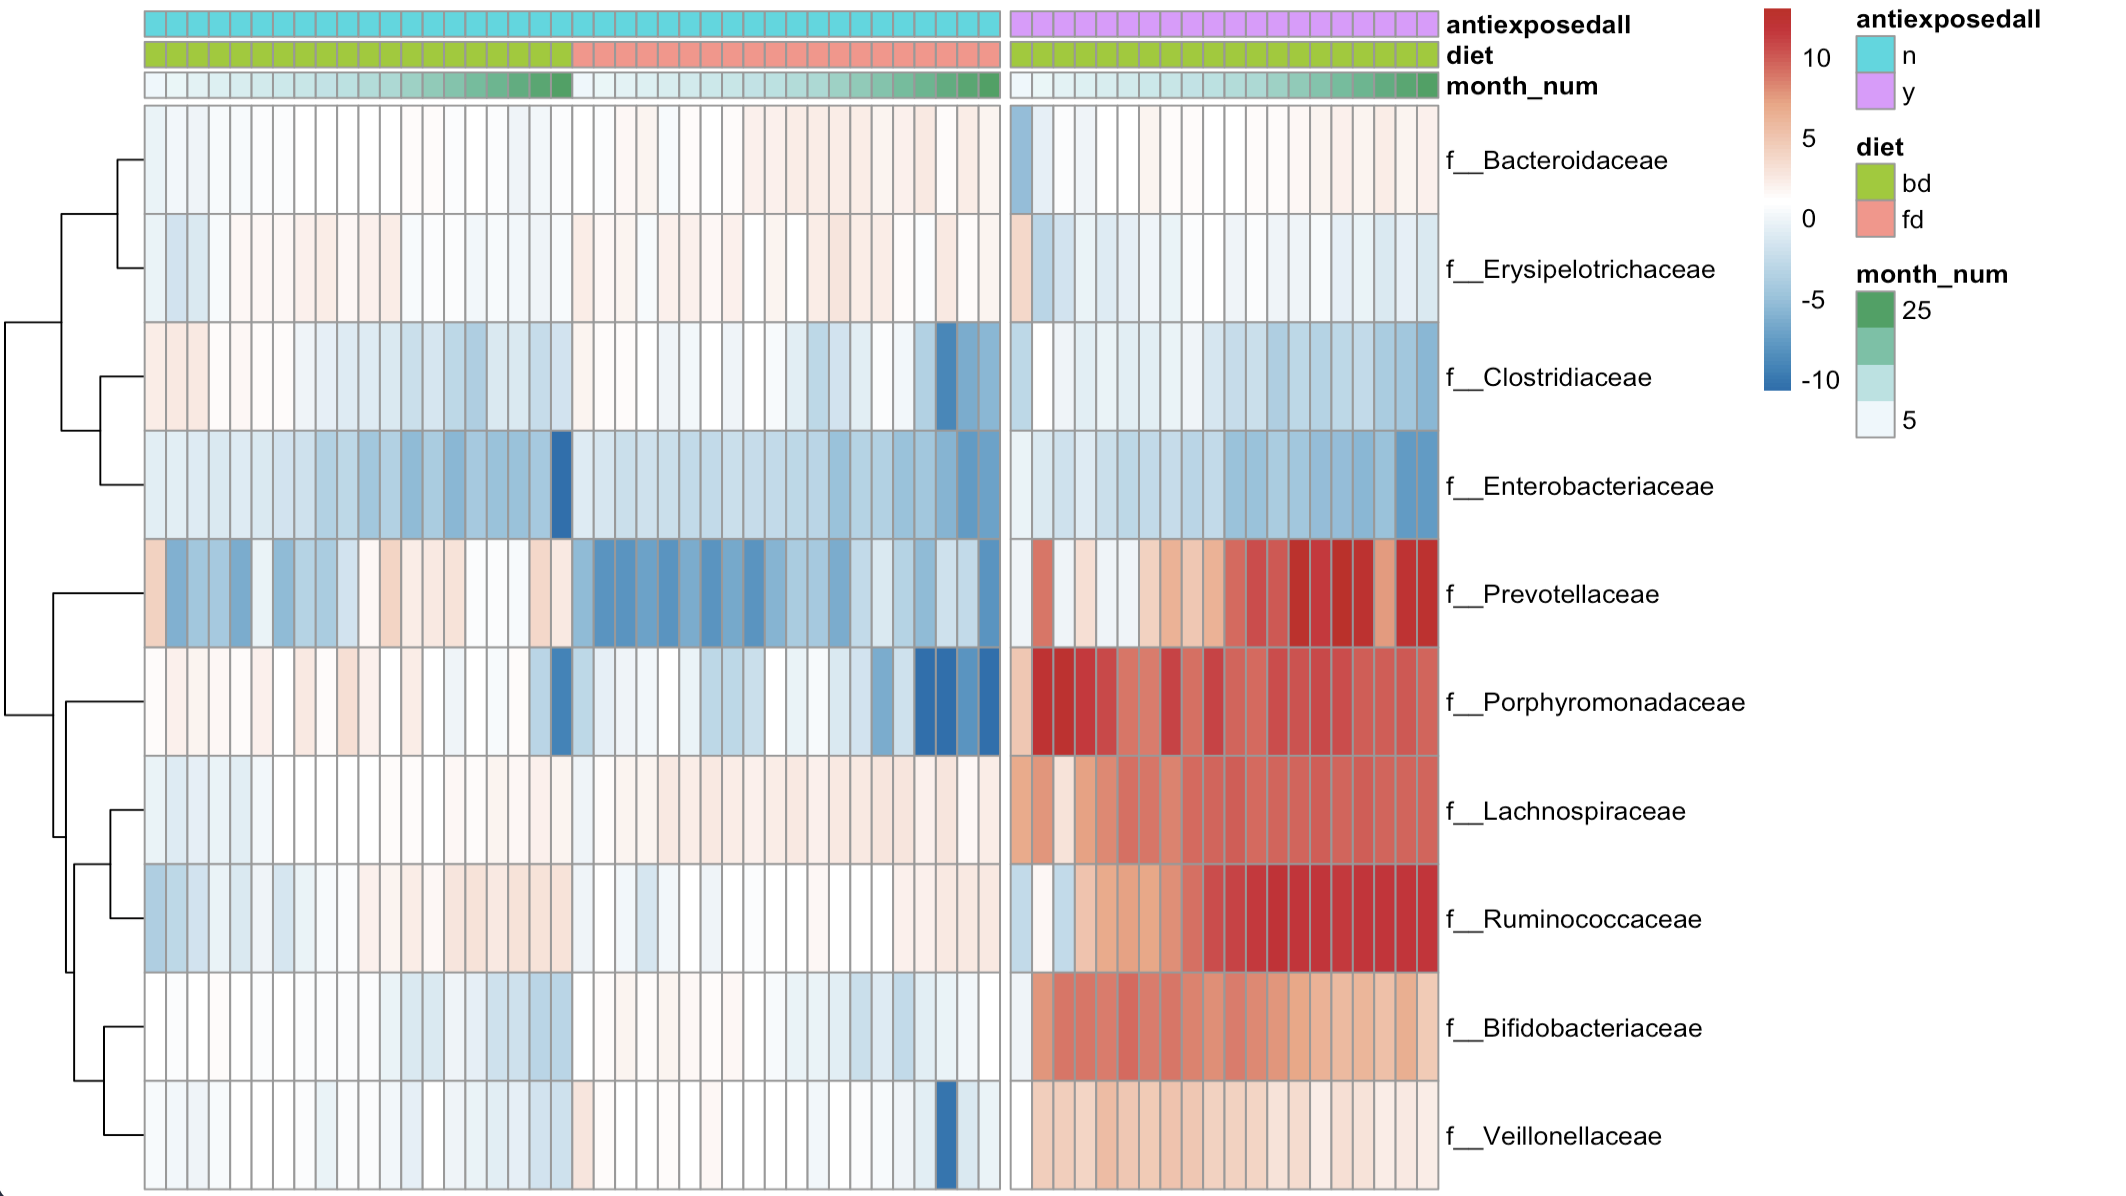 antiexposedall
diet
month_num
f__Bacteroidaceae
f__Erysipelotrichaceae
f__Clostridiaceae
f__Enterobacteriaceae
f__Prevotellaceae
f__Porphyromonadaceae
f__Lachnospiraceae
f__Ruminococcaceae
f__Bifidobacteriaceae
f__Veillonellaceae
10
5
0
-5
-10
antiexposedall
n
y
diet
bd
fd
month_num
25
5